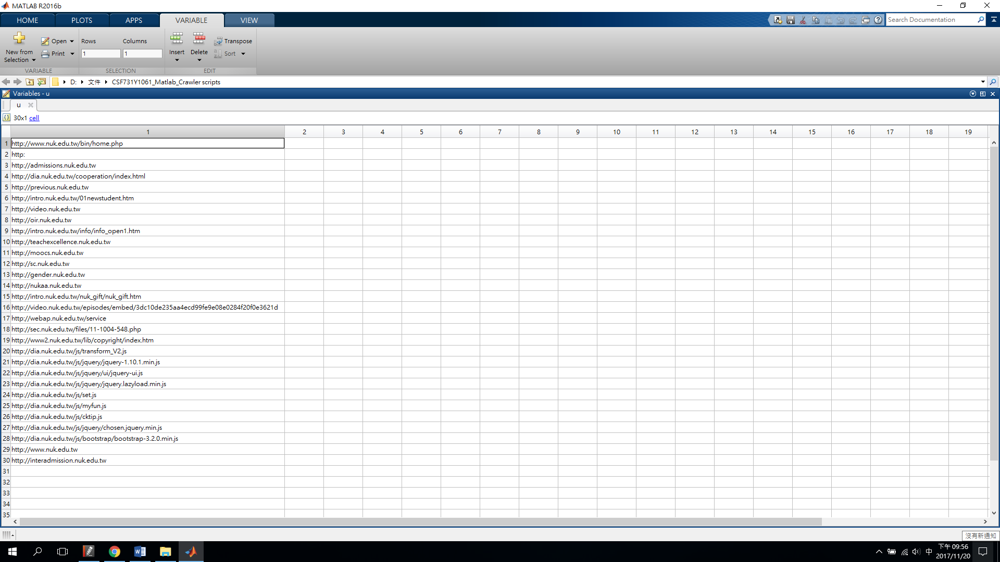 MATLAB R2016b
HOME PLOTS APPS VARIABLE VIEW
Search Documentation
New from Selection
Open
Print
Rows Columns
1 1
Insert Delete
Transpose
Sort
VARIABLE SELECTION EDIT
D: 文件 CSF731Y1061_Matlab_Crawler scripts
Variables - u
u
30x1 cell
1 2 3 4 5 6 7 8 9 10 11 12 13 14 15 16 17 18 19
1 http://www.nuk.edu.tw/bin/home.php
2 http:
3 http://admissions.nuk.edu.tw
4 http://dia.nuk.edu.tw/cooperation/index.html
5 http://previous.nuk.edu.tw
6 http://intro.nuk.edu.tw/01newstudent.htm
7 http://video.nuk.edu.tw
8 http://oir.nuk.edu.tw
9 http://intro.nuk.edu.tw/info/info_open1.htm
10 http://teachexcellence.nuk.edu.tw
11 http://moocs.nuk.edu.tw
12 http://sc.nuk.edu.tw
13 http://gender.nuk.edu.tw
14 http://nukaa.nuk.edu.tw
15 http://intro.nuk.edu.tw/nuk_gift/nuk_gift.htm
16 http://video.nuk.edu.tw/episodes/embed/3dc10de235aa4ecd99fe9e08e0284f20f0e3621d
17 http://webap.nuk.edu.tw/service
18 http://sec.nuk.edu.tw/files/11-1004-548.php
19 http://www2.nuk.edu.tw/lib/copyright/index.htm
20 http://dia.nuk.edu.tw/js/transform_V2.js
21 http://dia.nuk.edu.tw/js/jquery/jquery-1.10.1.min.js
22 http://dia.nuk.edu.tw/js/jquery/ui/jquery-ui.js
23 http://dia.nuk.edu.tw/js/jquery/jquery.lazyload.min.js
24 http://dia.nuk.edu.tw/js/set.js
25 http://dia.nuk.edu.tw/js/myfun.js
26 http://dia.nuk.edu.tw/js/cktip.js
27 http://dia.nuk.edu.tw/js/jquery/chosen.jquery.min.js
28 http://dia.nuk.edu.tw/js/bootstrap/bootstrap-3.2.0.min.js
29 http://www.nuk.edu.tw
30 http://interadmission.nuk.edu.tw
31
32
33
34
35
沒有新通知
中
下午 09:56
2017/11/20